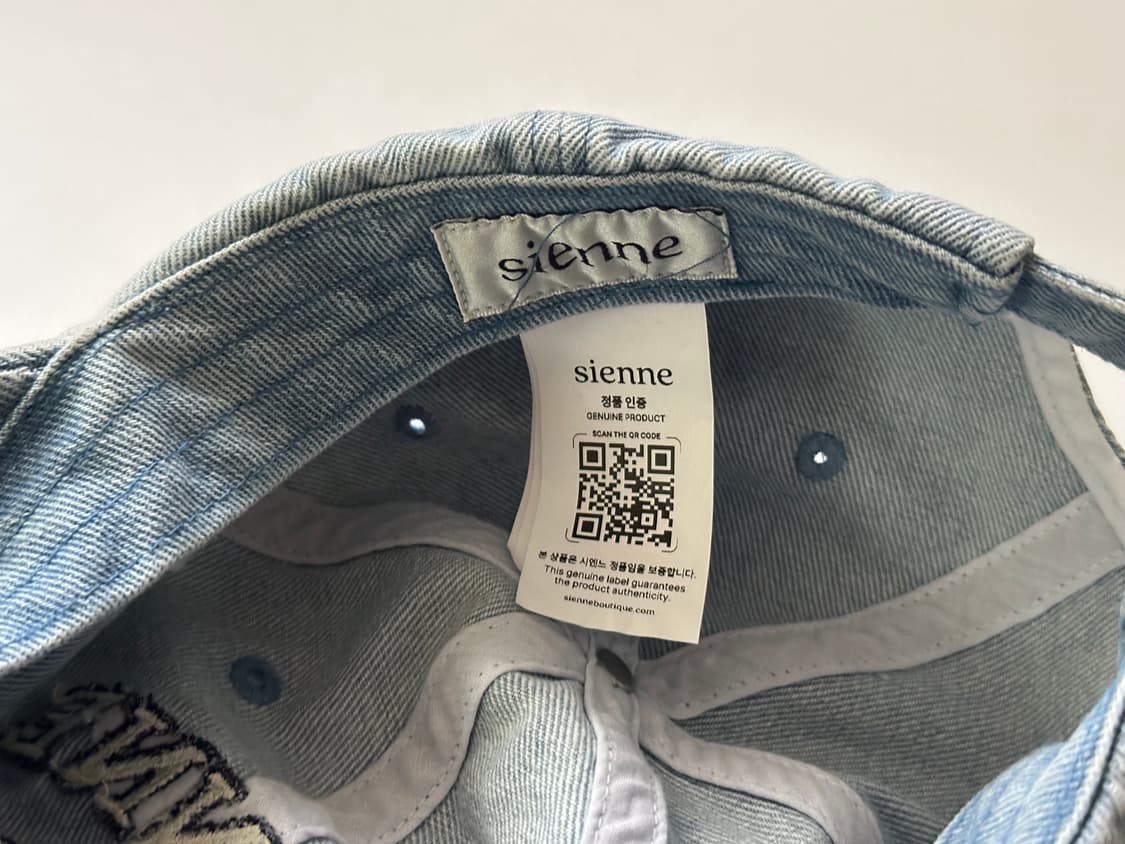 sienne
sienne
정품 인증
GENUINE PRODUCT
SCAN THE QR CODE
본 상품은 시엔느 정품임을 보증합니다.
This genuine label guarantees
the product authenticity.
sienneboutique.com